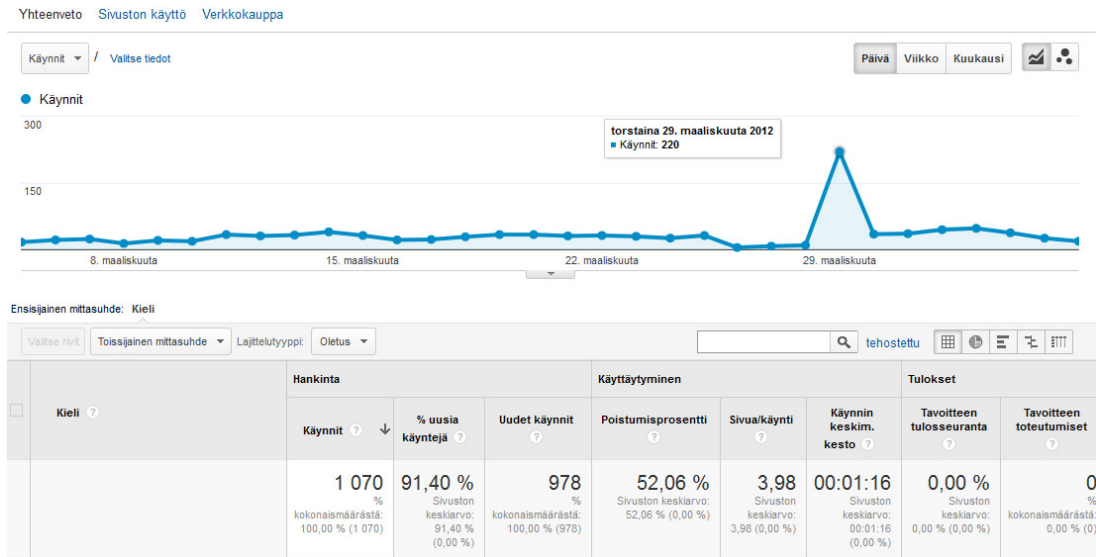 Yhteenveto Sivuston käyttö Verkkokauppa
Käynnit / Valitse tiedot Päivä Viikko Kuukausi
Käynnit
300
torstaina 29. maaliskuuta 2012
Käynnit: 220
150
8. maaliskuuta 15. maaliskuuta 22. maaliskuuta 29. maaliskuuta
Ensisijainen mittasuhde: Kieli
Valitse rivit Toissijainen mittasuhde Lajittelutyyppi: Oletus tehostettu
Hankinta Käyttäytyminen Tulokset
Kieli ?
Käynnit ?
% uusia
käyntejä ?
Uudet käynnit
?
Poistumisprosentti
?
Sivua/käynti
?
Käynnin
keskim.
kesto ?
Tavoitteen
tulosseuranta
?
Tavoitteen
toteutumiset
?
1 070
%
kokonaismäärästä:
100,00 % (1 070)
91,40 %
Sivuston
keskiarvo:
91,40
%
(0,00 %)
978
%
kokonaismäärästä:
100,00 % (978)
52,06 %
Sivuston keskiarvo:
52,06 % (0,00 %)
3,98
Sivuston
keskiarvo:
3,98 (0,00 %)
00:01:16
Sivuston
keskiarvo:
00:01:16
(0,00 %)
0,00 %
Sivuston
keskiarvo:
0,00 % (0,00 %)
0
%
kokonaismäärästä:
0,00 % (0)